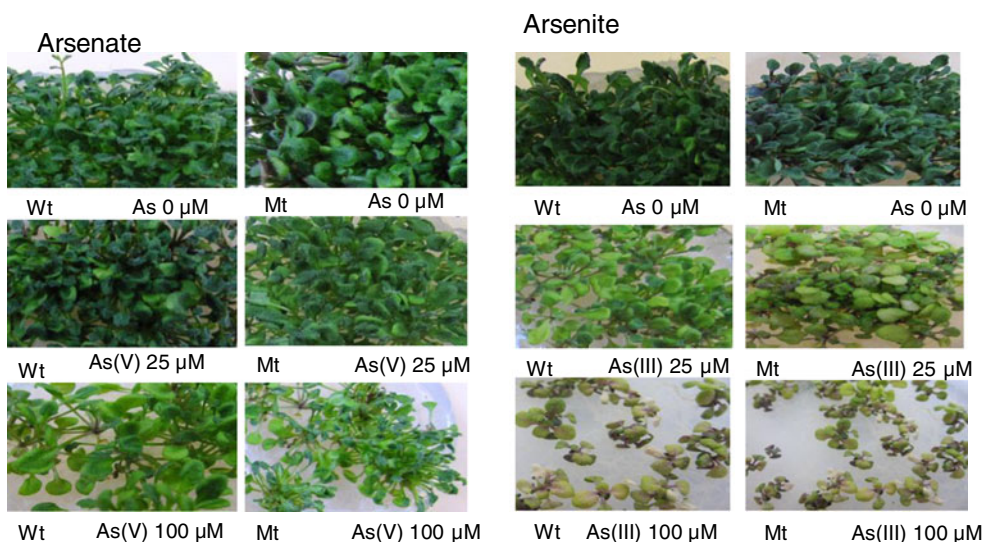 Arsenate
Arsenite
Wt As 0 µM Mt As 0 µM Wt As 0 µM Mt As 0 µM
Wt As(V) 25 µM Mt As(V) 25 µM Wt As(III) 25 µM Mt As(III) 25 µM
Wt As(V) 100 µM Mt As(V) 100 µM Wt As(III) 100 µM Mt As(III) 100 µM